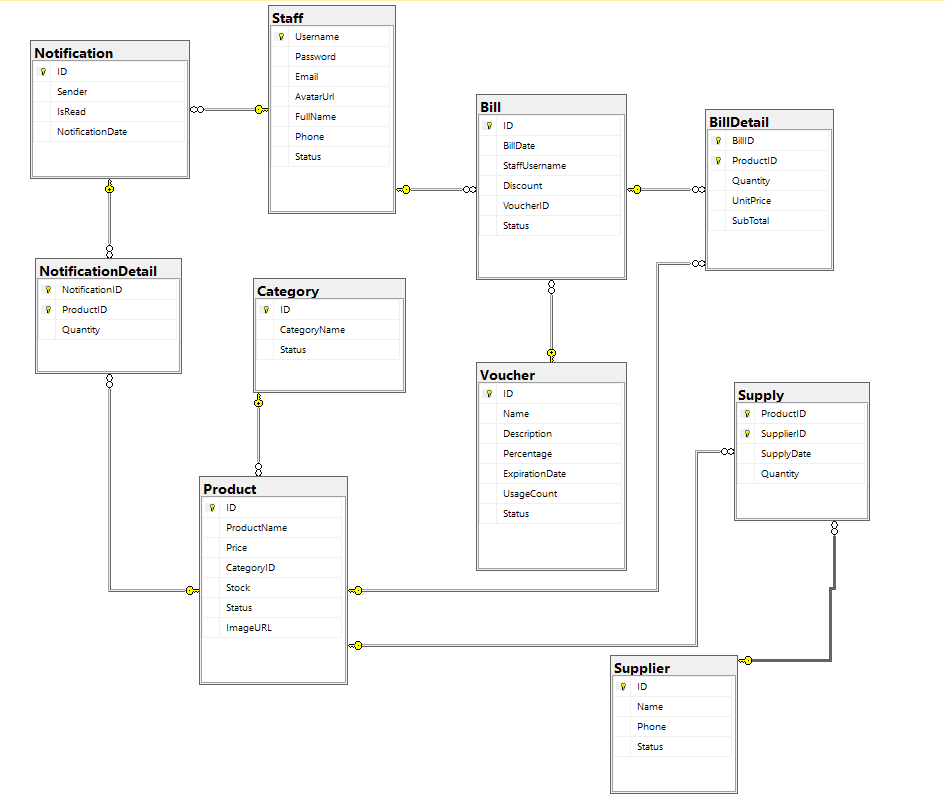 Staff
Username
Password
Email
AvatarUrl
FullName
Phone
Status
Notification
ID
Sender
IsRead
NotificationDate
Bill
ID
BillDate
StaffUsername
Discount
VoucherID
Status
BillDetail
BillID
ProductID
Quantity
UnitPrice
SubTotal
NotificationDetail
NotificationID
ProductID
Quantity
Category
ID
CategoryName
Status
Voucher
ID
Name
Description
Percentage
ExpirationDate
UsageCount
Status
Supply
ProductID
SupplierID
SupplyDate
Quantity
Product
ID
ProductName
Price
CategoryID
Stock
Status
ImageURL
Supplier
ID
Name
Phone
Status